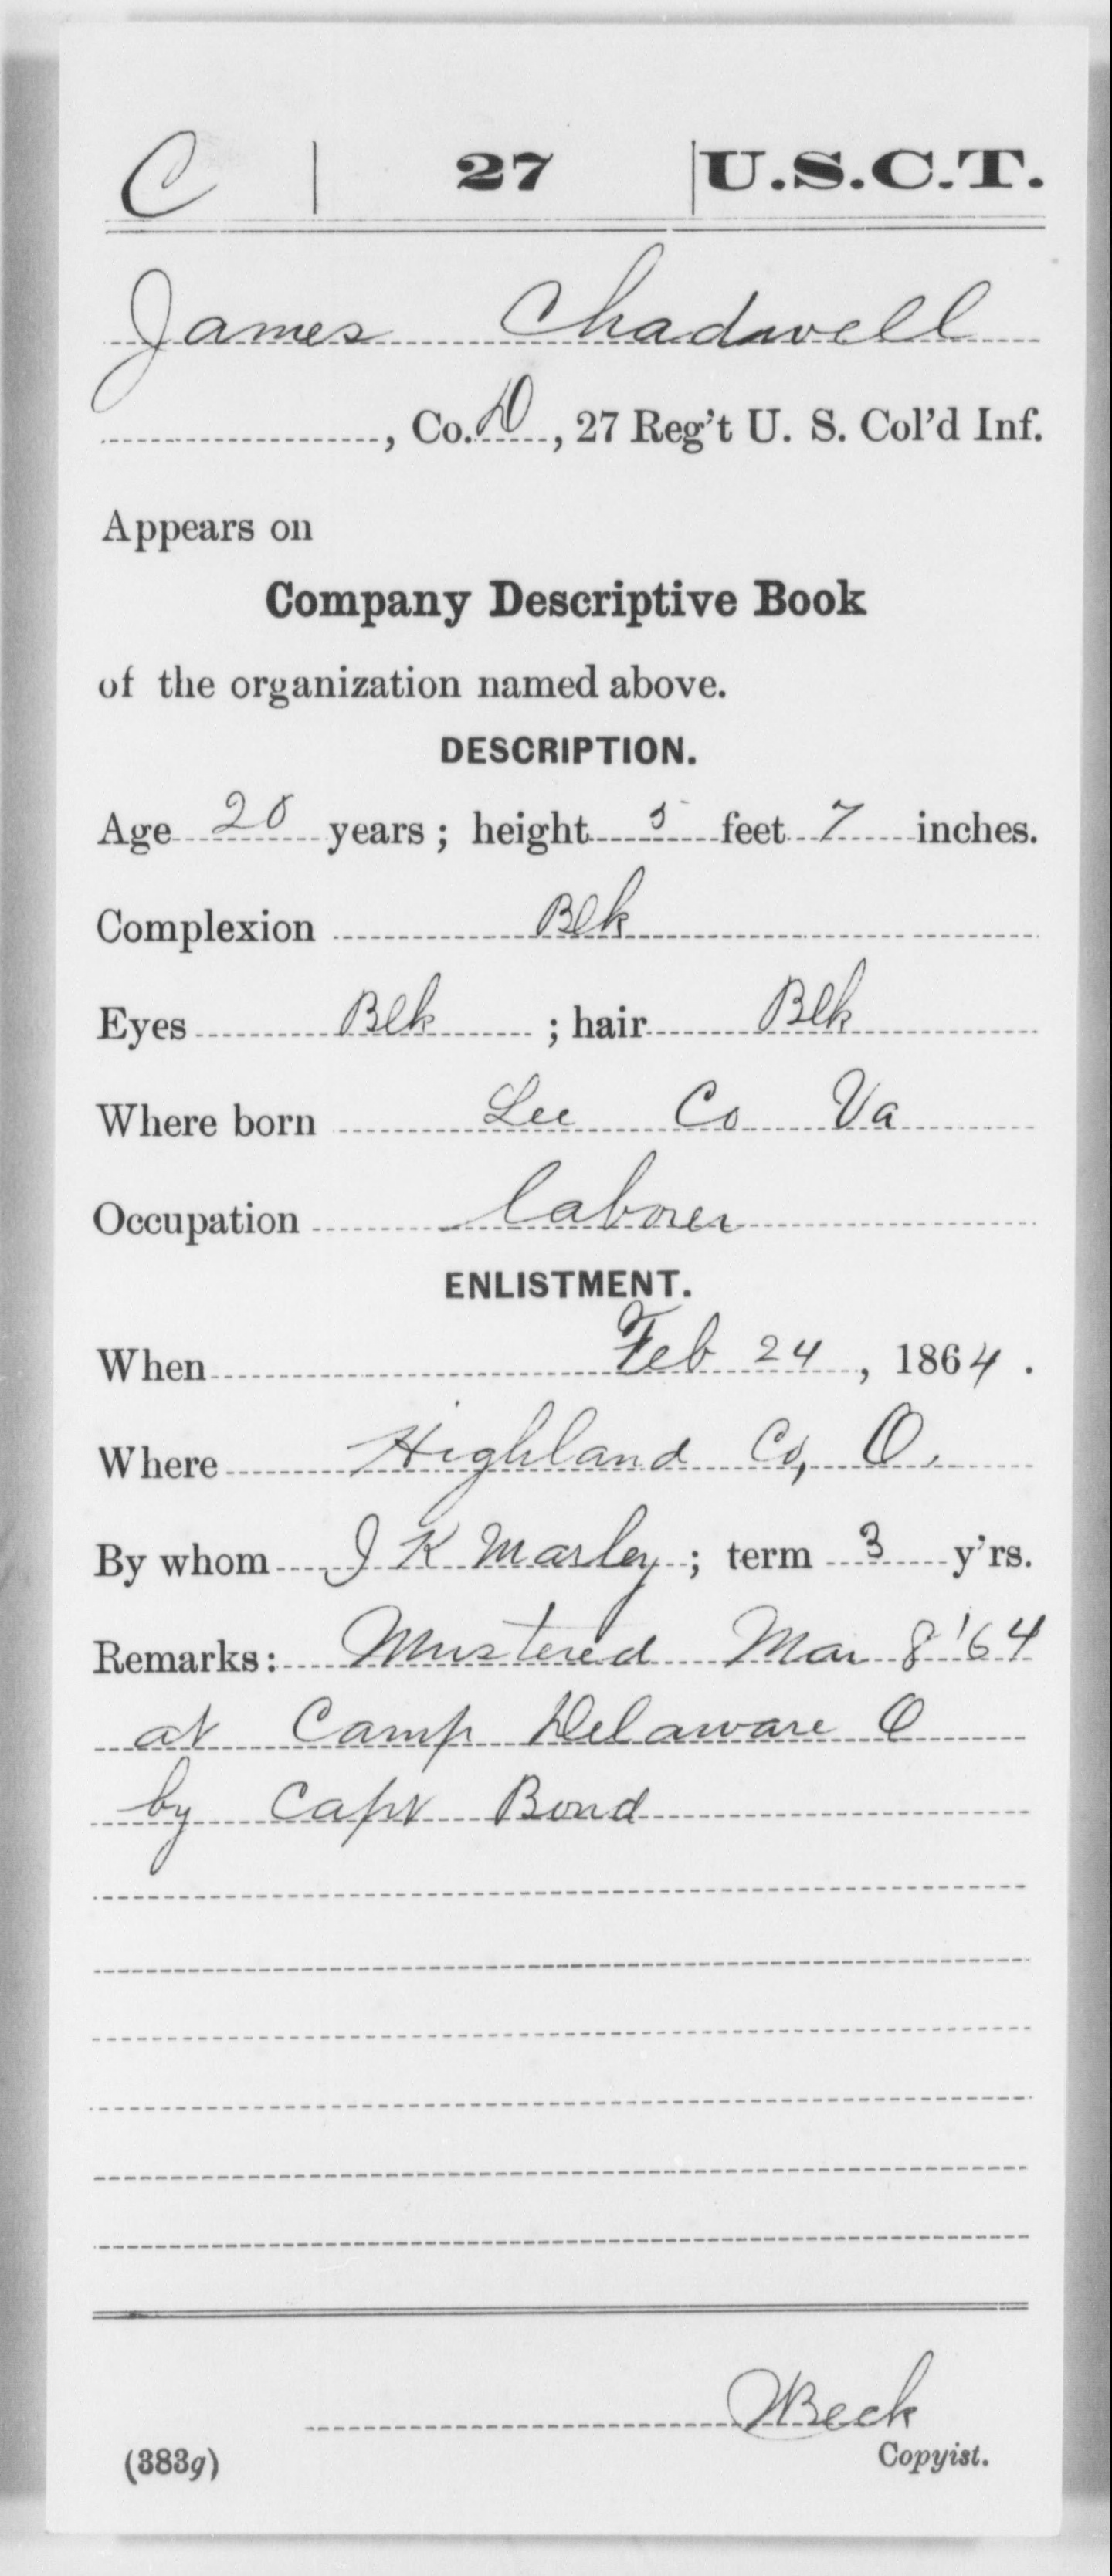 C | 27 | U.S.C.T.
James Chadwell
, Co. D, 27 Reg't U. S. Col'd Inf.
Appears on
Company Descriptive Book
of the organization named above.
DESCRIPTION.
Age 20 years; height 5 feet 7 inches.
Complexion Blk
Eyes Blk; hair Blk
Where born Lee Co Va
Occupation laborer
ENLISTMENT.
When Feb 24, 1864.
Where Highland Co, O.
By whom J K Marley; term 3 y'rs.
Remarks: Mustered Mar 8 '64
at Camp Delaware O
by Capt Bond
Beck
(383g) Copyist.